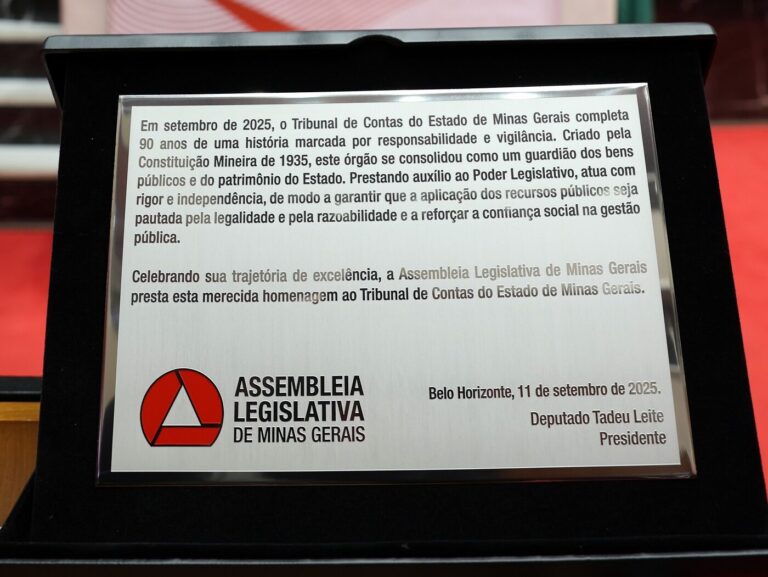 Em setembro de 2025, o Tribunal de Contas do Estado de Minas Gerais completa
90 anos de uma história marcada por responsabilidade e vigilância. Criado pela
Constituição Mineira de 1935, este órgão se consolidou como um guardião dos bens
públicos e do patrimônio do Estado. Prestando auxílio ao Poder Legislativo, atua com
rigor e independência, de modo a garantir que a aplicação dos recursos públicos seja
pautada pela legalidade e pela razoabilidade e a reforçar a confiança social na gestão
pública.
Celebrando sua trajetória de excelência, a Assembleia Legislativa de Minas Gerais
presta esta merecida homenagem ao Tribunal de Contas do Estado de Minas Gerais.
ASSEMBLEIA
LEGISLATIVA
DE MINAS GERAIS
Belo Horizonte, 11 de setembro de 2025.
Deputado Tadeu Leite
Presidente